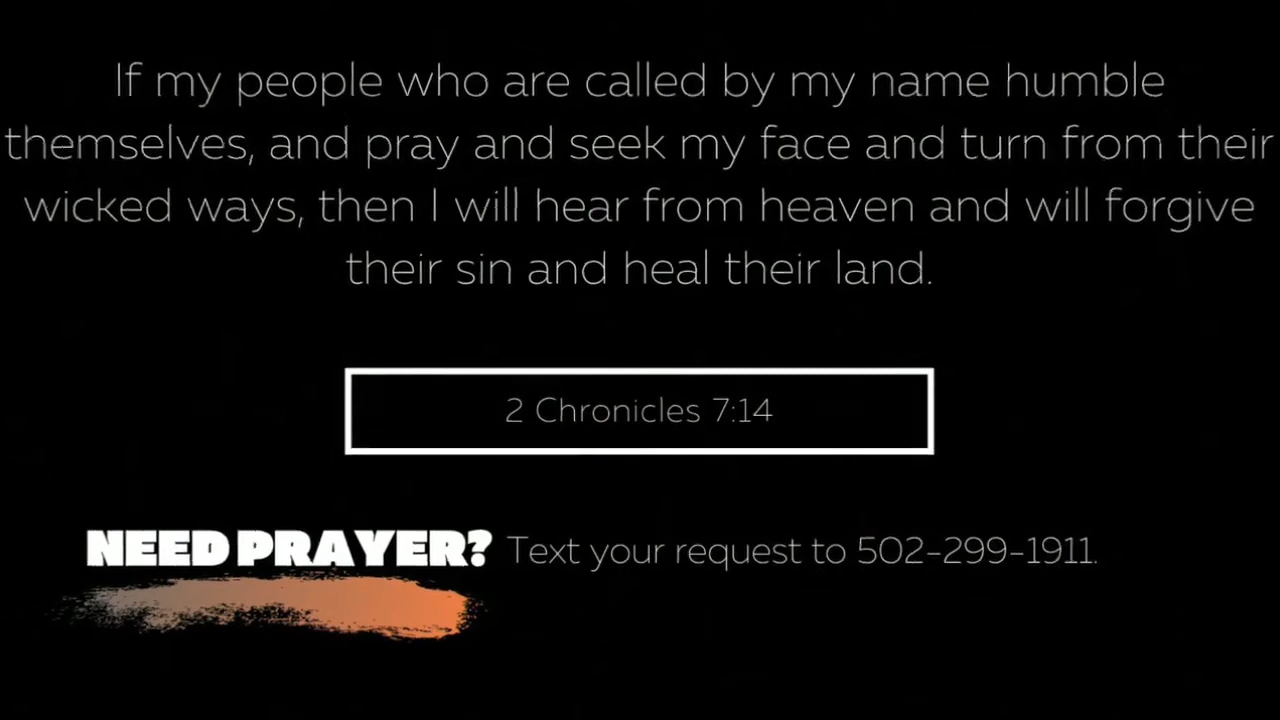 If my people who are called by my name humble
themselves, and pray and seek my face and turn from their
wicked ways, then I will hear from heaven and will forgive
their sin and heal their land.
2 Chronicles 7:14
NEED PRAYER? Text your request to 502-299-1911.